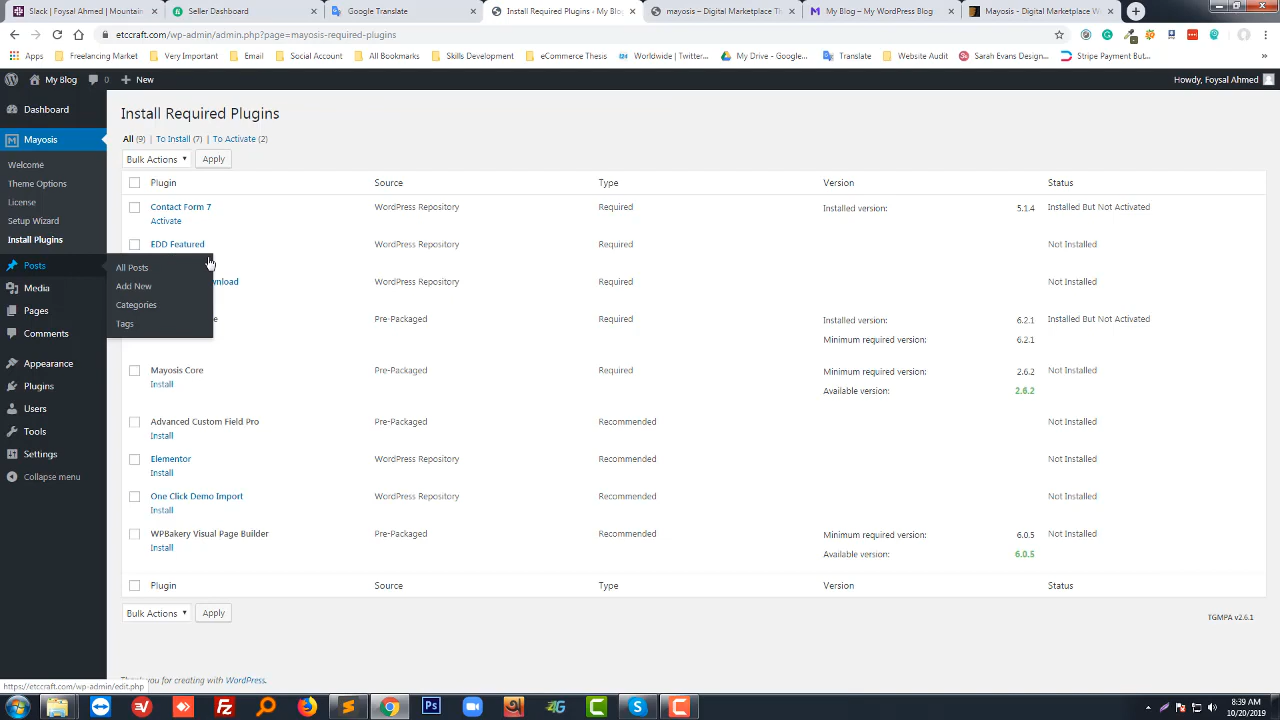 Slack | Foysal Ahmed | Mountain
Seller Dashboard
Google Translate
Install Required Plugins ‹ My Blo
mayosis – Digital Marketplace Th
My Blog – My WordPress Blog
Mayosis - Digital Marketplace W
etccraft.com/wp-admin/admin.php?page=mayosis-required-plugins
Apps
Freelancing Market
Very Important
Email
Social Account
All Bookmarks
Skills Development
eCommerce Thesis
Worldwide | Twitter...
My Drive - Google...
Translate
Website Audit
Sarah Evans Design...
Stripe Payment But...
My Blog
0
New
Howdy, Foysal Ahmed
Dashboard
Mayosis
Welcome
Theme Options
License
Setup Wizard
Install Plugins
Posts
All Posts
Add New
Categories
Tags
Media
Pages
Comments
Appearance
Plugins
Users
Tools
Settings
Collapse menu
Install Required Plugins
All (9) | To Install (7) | To Activate (2)
Bulk Actions
Apply
Plugin Source Type Version Status
Contact Form 7 WordPress Repository Required Installed version: 5.1.4 Installed But Not Activated
Activate
EDD Featured WordPress Repository Required Not Installed
wnload WordPress Repository Required Not Installed
e Pre-Packaged Required Installed version: 6.2.1 Installed But Not Activated
Minimum required version: 6.2.1
Mayosis Core Pre-Packaged Required Minimum required version: 2.6.2 Not Installed
Install Available version: 2.6.2
Advanced Custom Field Pro Pre-Packaged Recommended Not Installed
Install
Elementor WordPress Repository Recommended Not Installed
Install
One Click Demo Import WordPress Repository Recommended Not Installed
Install
WPBakery Visual Page Builder Pre-Packaged Recommended Minimum required version: 6.0.5 Not Installed
Install Available version: 6.0.5
Plugin Source Type Version Status
Bulk Actions
Apply
TGMPA v2.6.1
Thank you for creating with WordPress.
https://etccraft.com/wp-admin/edit.php
8:39 AM
10/20/2019